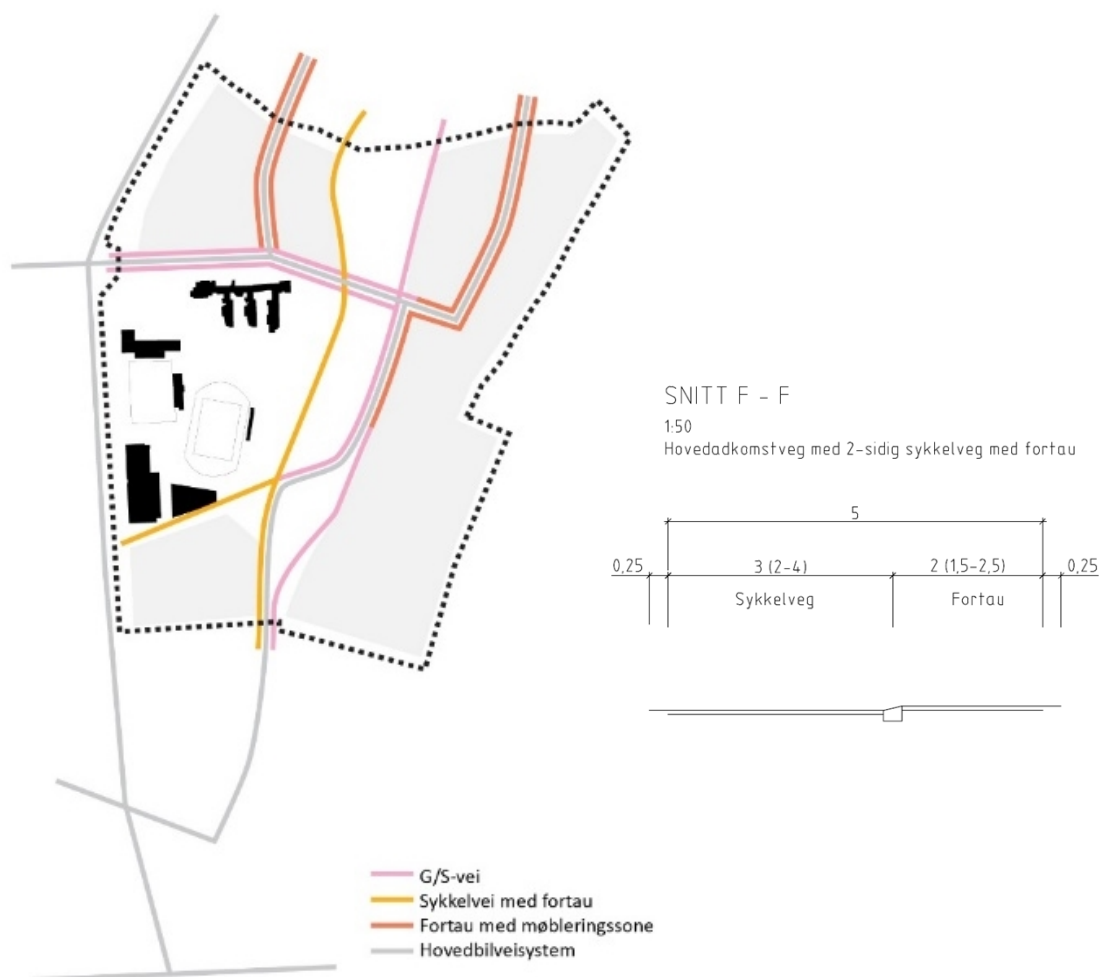 SNITT F - F
1:50
Hovedadkomstveg med 2-sidig sykkelveg med fortau
5
0,25 3 (2-4) 2 (1,5-2,5) 0,25
Sykkelveg Fortau
G/S-vei
Sykkelvei med fortau
Fortau med møbleringssone
Hovedbilveisystem